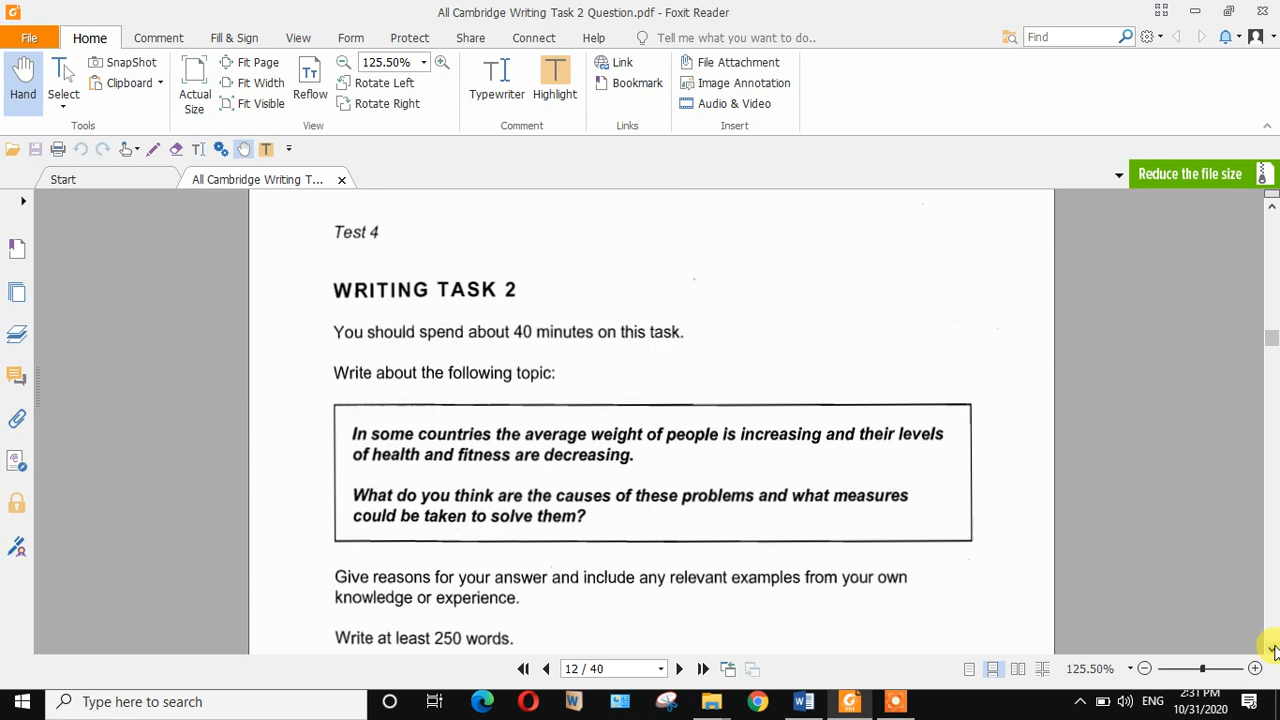 All Cambridge Writing Task 2 Question.pdf - Foxit Reader
File Home Comment Fill & Sign View Form Protect Share Connect Help Tell me what you want to do.. Find
Hand
Select
SnapShot
Clipboard
Tools
Actual Size
Fit Page
Fit Width
Fit Visible
Reflow
125.50%
Rotate Left
Rotate Right
View
Typewriter
Highlight
Comment
Link
Bookmark
Links
File Attachment
Image Annotation
Audio & Video
Insert
Start
All Cambridge Writing T...
Reduce the file size
Test 4
WRITING TASK 2
You should spend about 40 minutes on this task.
Write about the following topic:
In some countries the average weight of people is increasing and their levels
of health and fitness are decreasing.
What do you think are the causes of these problems and what measures
could be taken to solve them?
Give reasons for your answer and include any relevant examples from your own
knowledge or experience.
Write at least 250 words.
12 / 40
125.50%
Type here to search
ENG
2:31 PM
10/31/2020